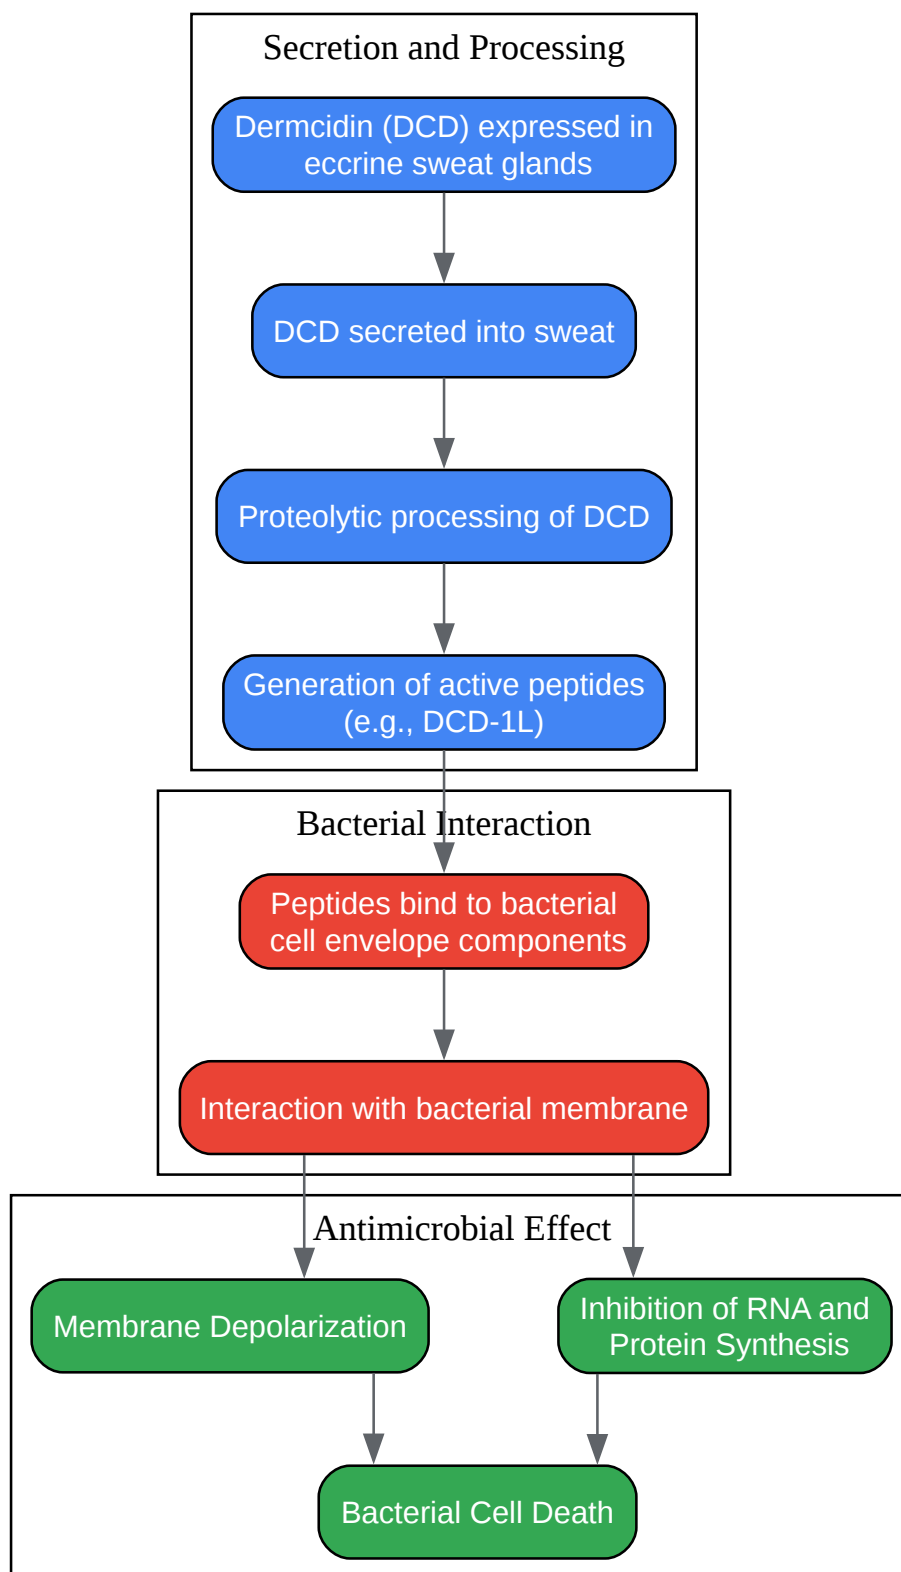 Secretion and Processing
Dermcidin (DCD) expressed in
eccrine sweat glands
DCD secreted into sweat
Proteolytic processing of DCD
Generation of active peptides
(e.g., DCD-1L)
Bacterial Interaction
Peptides bind to bacterial
cell envelope components
Interaction with bacterial membrane
Antimicrobial Effect
Membrane Depolarization
Inhibition of RNA and
Protein Synthesis
Bacterial Cell Death